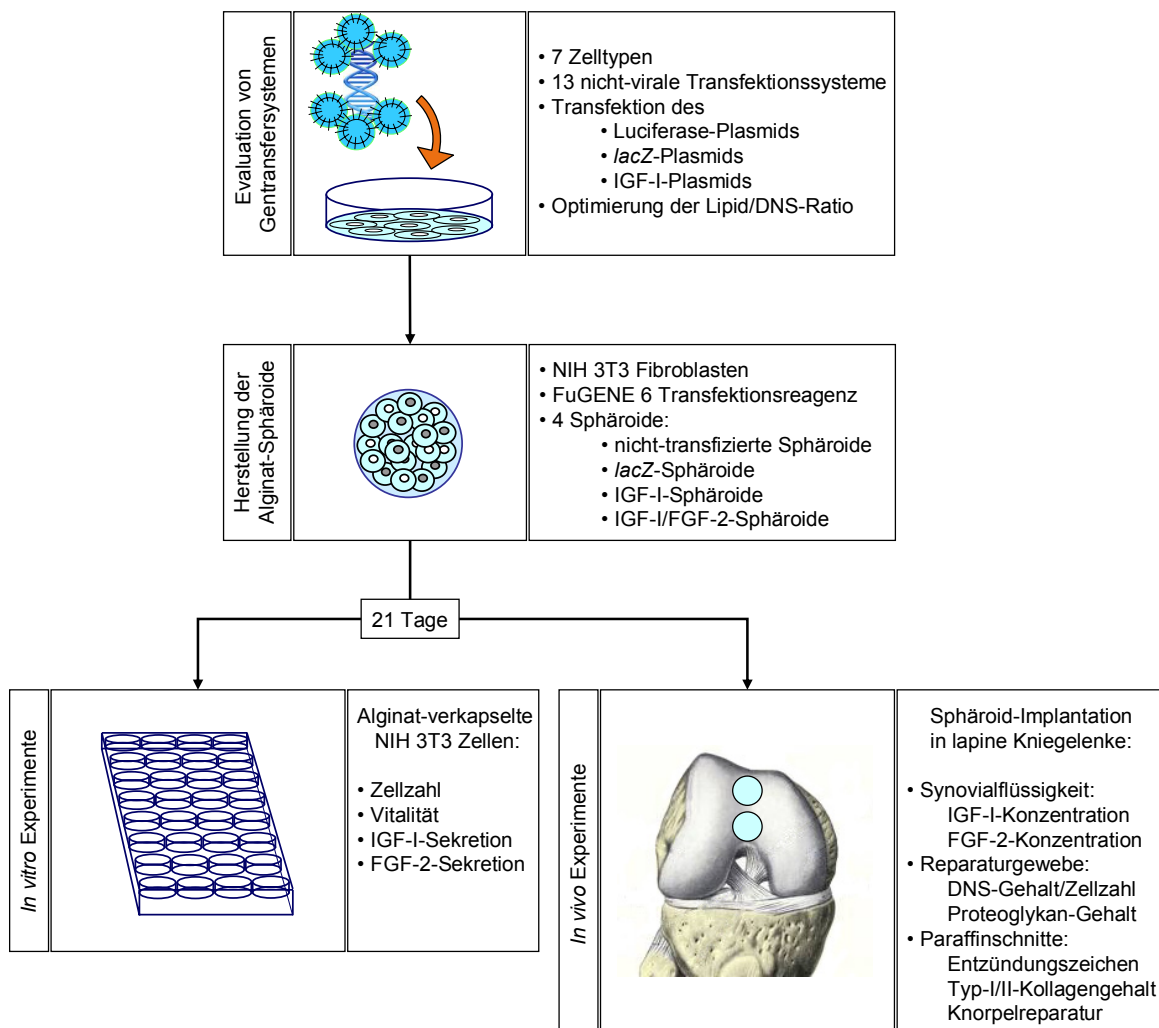 Evaluation von
Gentransfersystemen
• 7 Zelltypen
• 13 nicht-virale Transfektionssysteme
• Transfektion des
• Luciferase-Plasmids
• lacZ-Plasmids
• IGF-I-Plasmids
• Optimierung der Lipid/DNS-Ratio
Herstellung der
Alginat-Sphäroide
• NIH 3T3 Fibroblasten
• FuGENE 6 Transfektionsreagenz
• 4 Sphäroide:
• nicht-transfizierte Sphäroide
• lacZ-Sphäroide
• IGF-I-Sphäroide
• IGF-I/FGF-2-Sphäroide
21 Tage
In vitro Experimente
Alginat-verkapselte
NIH 3T3 Zellen:
• Zellzahl
• Vitalität
• IGF-I-Sekretion
• FGF-2-Sekretion
In vivo Experimente
Sphäroid-Implantation
in lapine Kniegelenke:
• Synovialflüssigkeit:
IGF-I-Konzentration
FGF-2-Konzentration
• Reparaturgewebe:
DNS-Gehalt/Zellzahl
Proteoglykan-Gehalt
• Paraffinschnitte:
Entzündungszeichen
Typ-I/II-Kollagengehalt
Knorpelreparatur